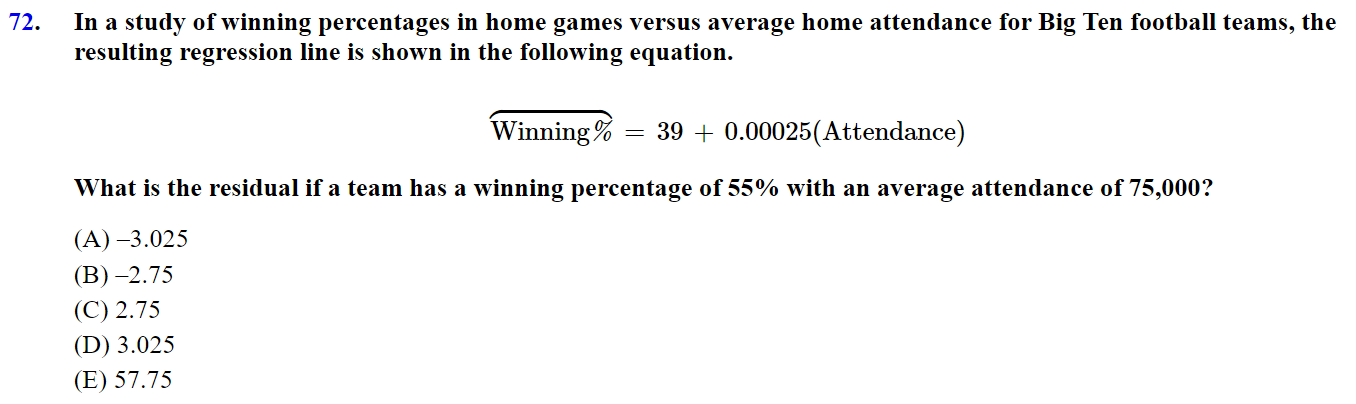 72. In a study of winning percentages in home games versus average home attendance for Big Ten football teams, the
resulting regression line is shown in the following equation.
Winning% = 39 + 0.00025(Attendance)
What is the residual if a team has a winning percentage of 55% with an average attendance of 75,000?
(A) –3.025
(B) –2.75
(C) 2.75
(D) 3.025
(E) 57.75